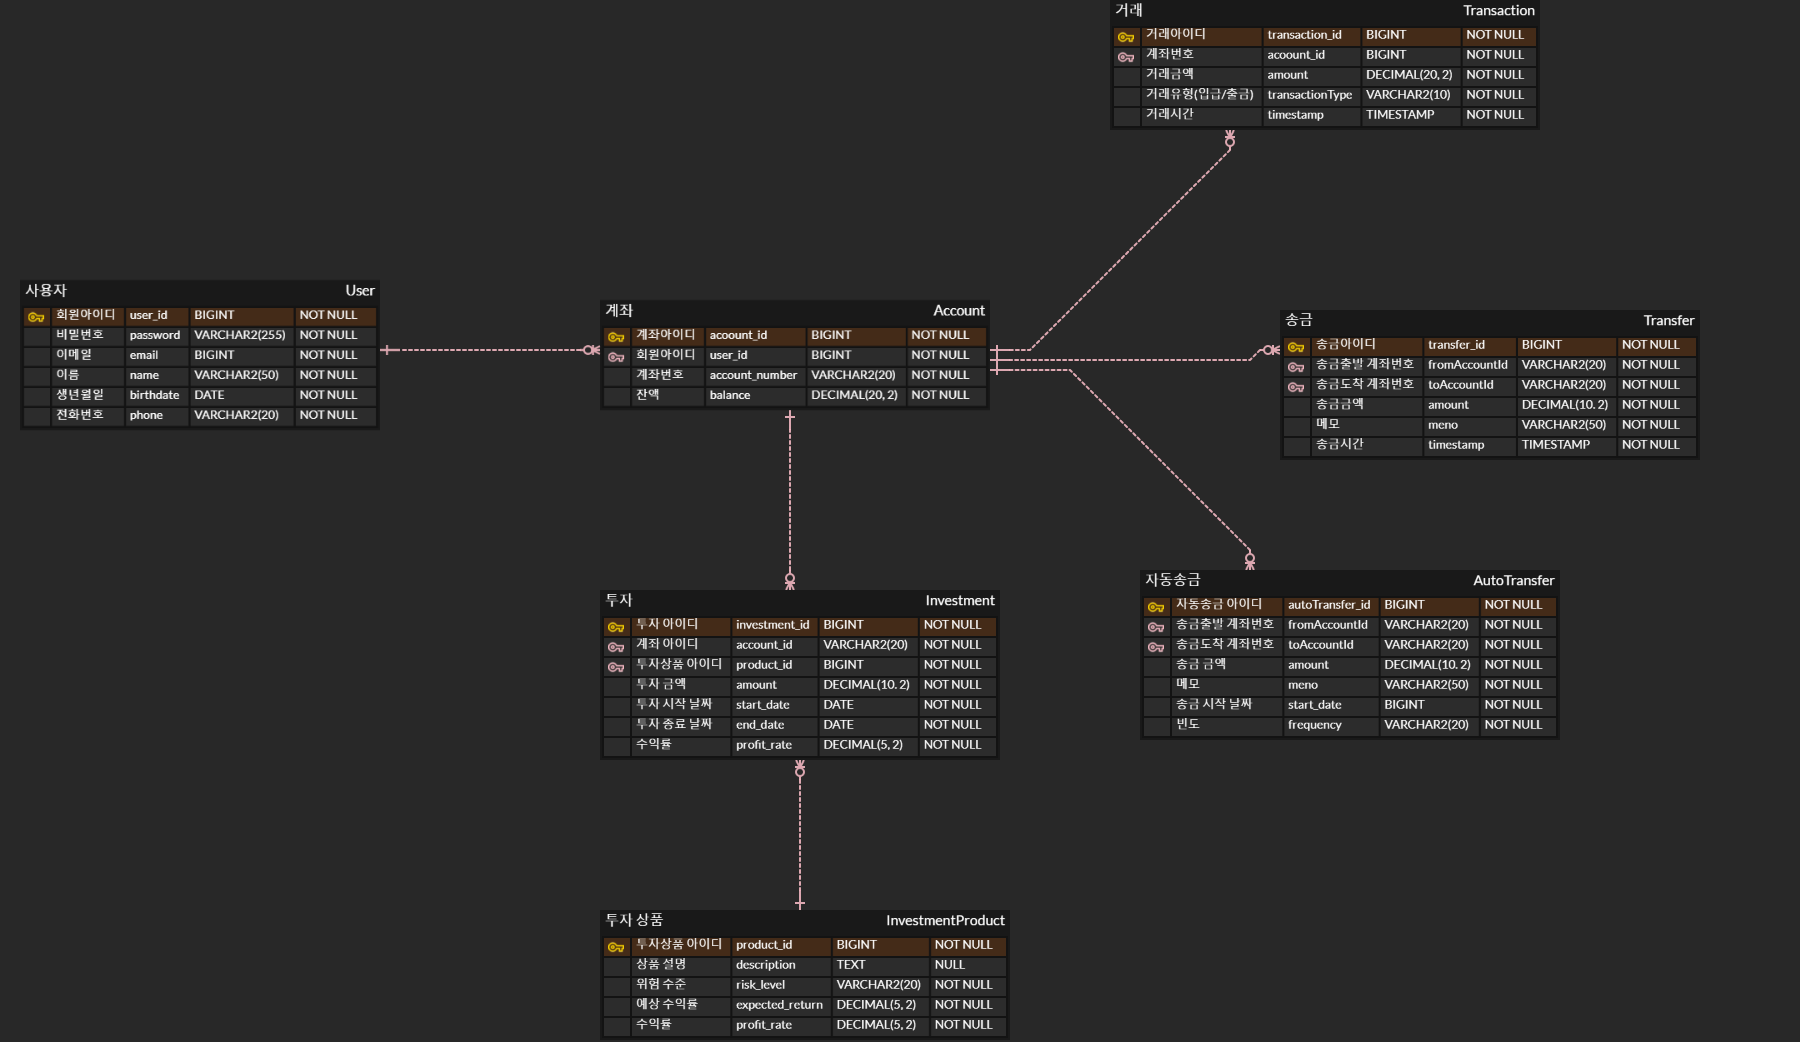 거래 Transaction
거래아이디 transaction_id BIGINT NOT NULL
계좌번호 acoount_id BIGINT NOT NULL
거래금액 amount DECIMAL(20, 2) NOT NULL
거래유형(입급/출금) transactionType VARCHAR2(10) NOT NULL
거래시간 timestamp TIMESTAMP NOT NULL
사용자 User
회원아이디 user_id BIGINT NOT NULL
비밀번호 password VARCHAR2(255) NOT NULL
이메일 email BIGINT NOT NULL
이름 name VARCHAR2(50) NOT NULL
생년월일 birthdate DATE NOT NULL
전화번호 phone VARCHAR2(20) NOT NULL
계좌 Account
계좌아이디 acoount_id BIGINT NOT NULL
회원아이디 user_id BIGINT NOT NULL
계좌번호 account_number VARCHAR2(20) NOT NULL
잔액 balance DECIMAL(20, 2) NOT NULL
송금 Transfer
송금아이디 transfer_id BIGINT NOT NULL
송금출발 계좌번호 fromAccountId VARCHAR2(20) NOT NULL
송금도착 계좌번호 toAccountId VARCHAR2(20) NOT NULL
송금금액 amount DECIMAL(10. 2) NOT NULL
메모 meno VARCHAR2(50) NOT NULL
송금시간 timestamp TIMESTAMP NOT NULL
자동송금 AutoTransfer
자동송금 아이디 autoTransfer_id BIGINT NOT NULL
송금출발 계좌번호 fromAccountId VARCHAR2(20) NOT NULL
송금도착 계좌번호 toAccountId VARCHAR2(20) NOT NULL
송금 금액 amount DECIMAL(10. 2) NOT NULL
메모 meno VARCHAR2(50) NOT NULL
송금 시작 날짜 start_date BIGINT NOT NULL
빈도 frequency VARCHAR2(20) NOT NULL
투자 Investment
투자 아이디 investment_id BIGINT NOT NULL
계좌 아이디 account_id VARCHAR2(20) NOT NULL
투자상품 아이디 product_id BIGINT NOT NULL
투자 금액 amount DECIMAL(10. 2) NOT NULL
투자 시작 날짜 start_date DATE NOT NULL
투자 종료 날짜 end_date DATE NOT NULL
수익률 profit_rate DECIMAL(5, 2) NOT NULL
투자 상품 InvestmentProduct
투자상품 아이디 product_id BIGINT NOT NULL
상품 설명 description TEXT NULL
위험 수준 risk_level VARCHAR2(20) NOT NULL
예상 수익률 expected_return DECIMAL(5, 2) NOT NULL
수익률 profit_rate DECIMAL(5, 2) NOT NULL